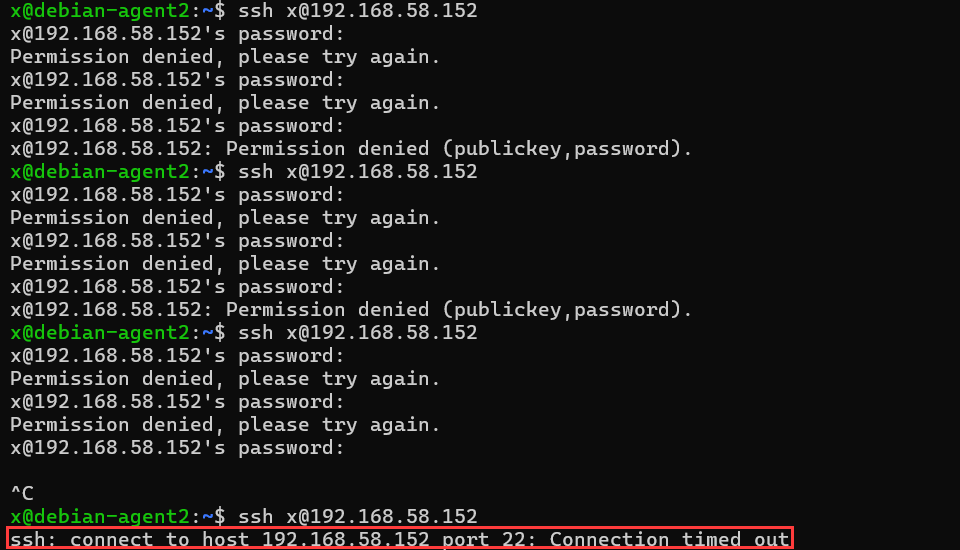 x@debian-agent2:~$ ssh x@192.168.58.152
x@192.168.58.152's password:
Permission denied, please try again.
x@192.168.58.152's password:
Permission denied, please try again.
x@192.168.58.152's password:
x@192.168.58.152: Permission denied (publickey,password).
x@debian-agent2:~$ ssh x@192.168.58.152
x@192.168.58.152's password:
Permission denied, please try again.
x@192.168.58.152's password:
Permission denied, please try again.
x@192.168.58.152's password:
x@192.168.58.152: Permission denied (publickey,password).
x@debian-agent2:~$ ssh x@192.168.58.152
x@192.168.58.152's password:
Permission denied, please try again.
x@192.168.58.152's password:
Permission denied, please try again.
x@192.168.58.152's password:
^C
x@debian-agent2:~$ ssh x@192.168.58.152
ssh: connect to host 192.168.58.152 port 22: Connection timed out